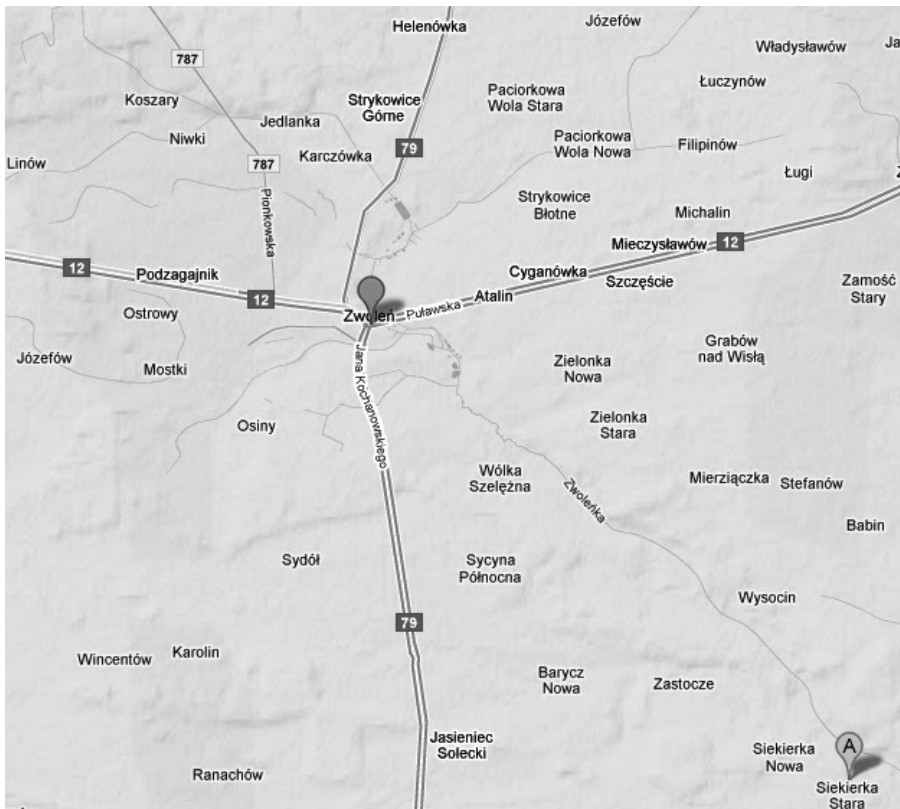 Helenówka
Józefów
Władysławów
Ja
787
Koszary
Strykowice
Górne
Paciorkowa
Wola Stara
Łuczynów
Jedlanka
Niwki
79
Paciorkowa
Wola Nowa
Filipinów
Linów
787
Karczówka
Ługi
Z
Pionkowska
Strykowice
Błotne
Michalin
Mieczysławów
12
12
Podzagajnik
Cyganówka
Szczęście
Zamość
Stary
12
Atalin
Ostrowy
Zwoleń
Puławska
Józefów
Mostki
Jana Kochanowskiego
Zielonka
Nowa
Grabów
nad Wisłą
Osiny
Zielonka
Stara
Wólka
Szelężna
Zwoleńka
Mierziączka
Stefanów
Babin
Sydół
Sycyna
Północna
Wysocin
79
Wincentów
Karolin
Barycz
Nowa
Zastocze
Jasieniec
Solecki
Siekierka
Nowa
A
Ranachów
Siekierka
Stara